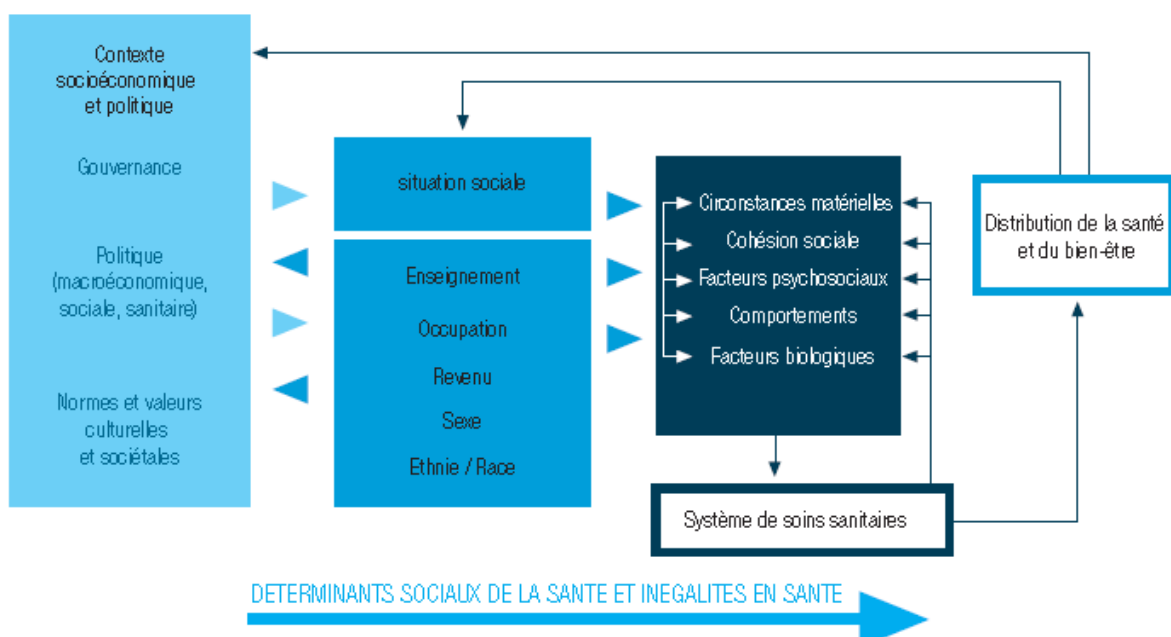 Contexte
socioéconomique
et politique
Gouvernance
Politique
(macroéconomique,
sociale, sanitaire)
Normes et valeurs
culturelles
et sociétales
situation sociale
Enseignement
Occupation
Revenu
Sexe
Ethnie / Race
Circonstances matérielles
Cohésion sociale
Facteurs psychosociaux
Comportements
Facteurs biologiques
Système de soins sanitaires
Distribution de la santé
et du bien-être
DETERMINANTS SOCIAUX DE LA SANTE ET INEGALITES EN SANTE